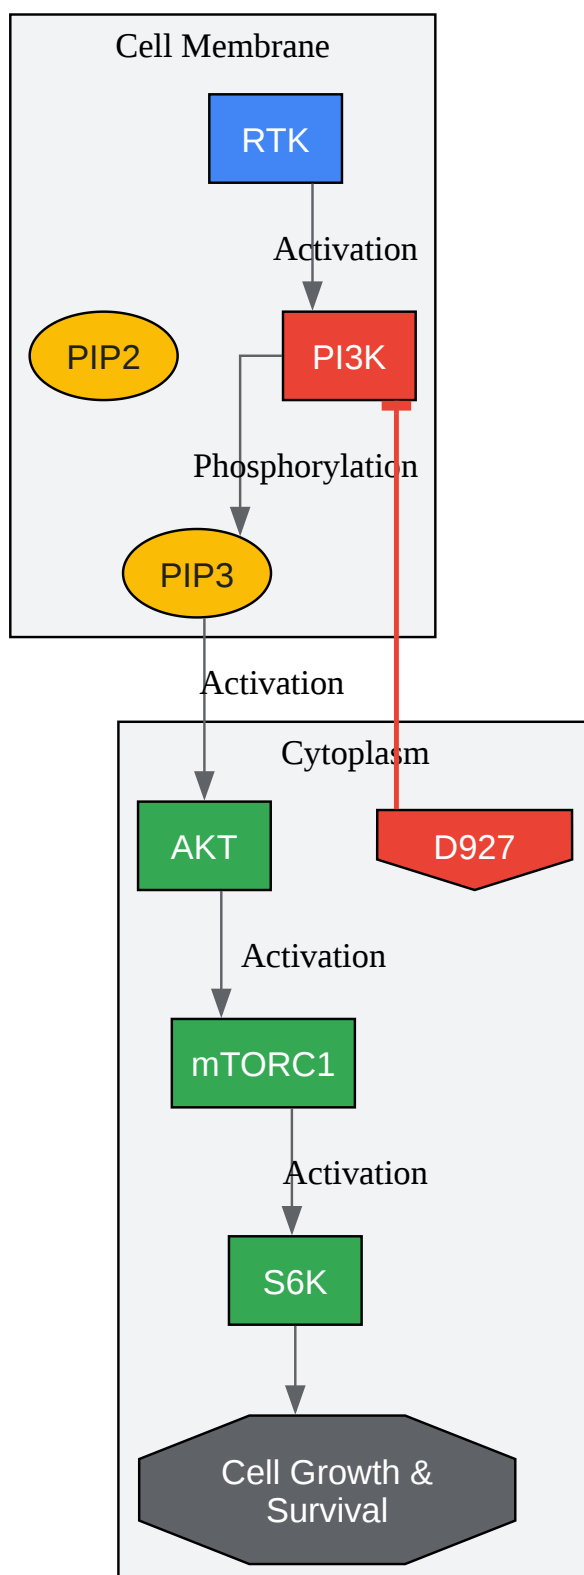 Cell Membrane
RTK
Activation
PIP2
PI3K
Phosphorylation
PIP3
Activation
Cytoplasm
AKT
D927
Activation
mTORC1
Activation
S6K
Cell Growth &
Survival